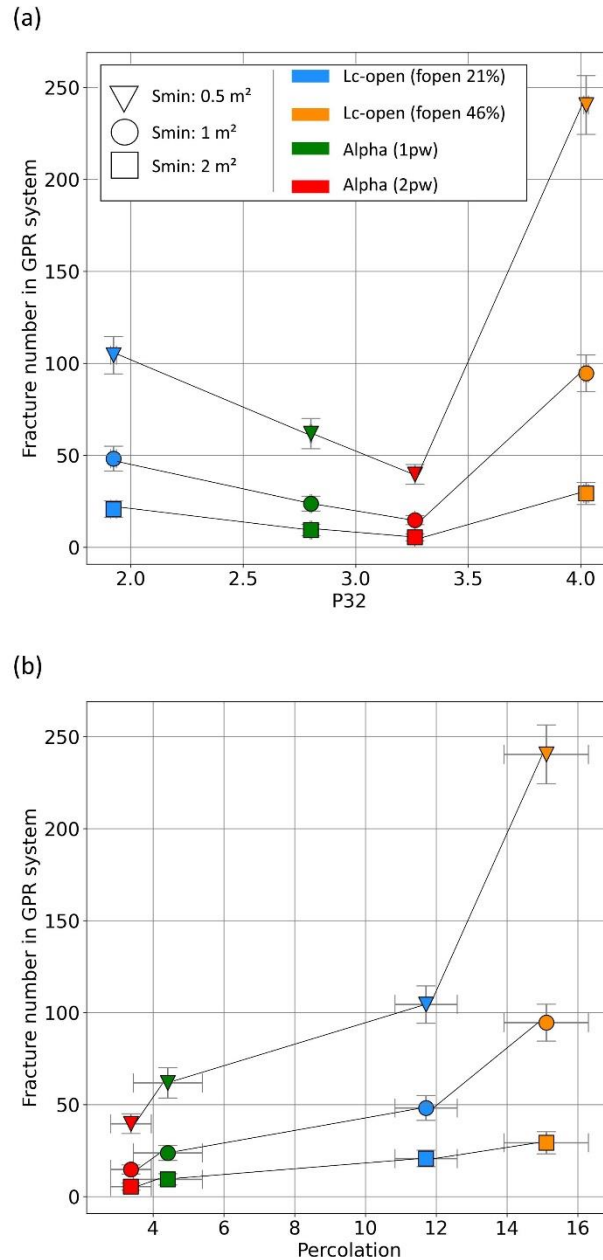 (a)
Fracture number in GPR system
250
200
150
100
50
0
Smin: 0.5 m²
Smin: 1 m²
Smin: 2 m²
Lc-open (fopen 21%)
Lc-open (fopen 46%)
Alpha (1pw)
Alpha (2pw)
2.0 2.5 3.0 3.5 4.0
P32
(b)
Fracture number in GPR system
250
200
150
100
50
0
4 6 8 10 12 14 16
Percolation